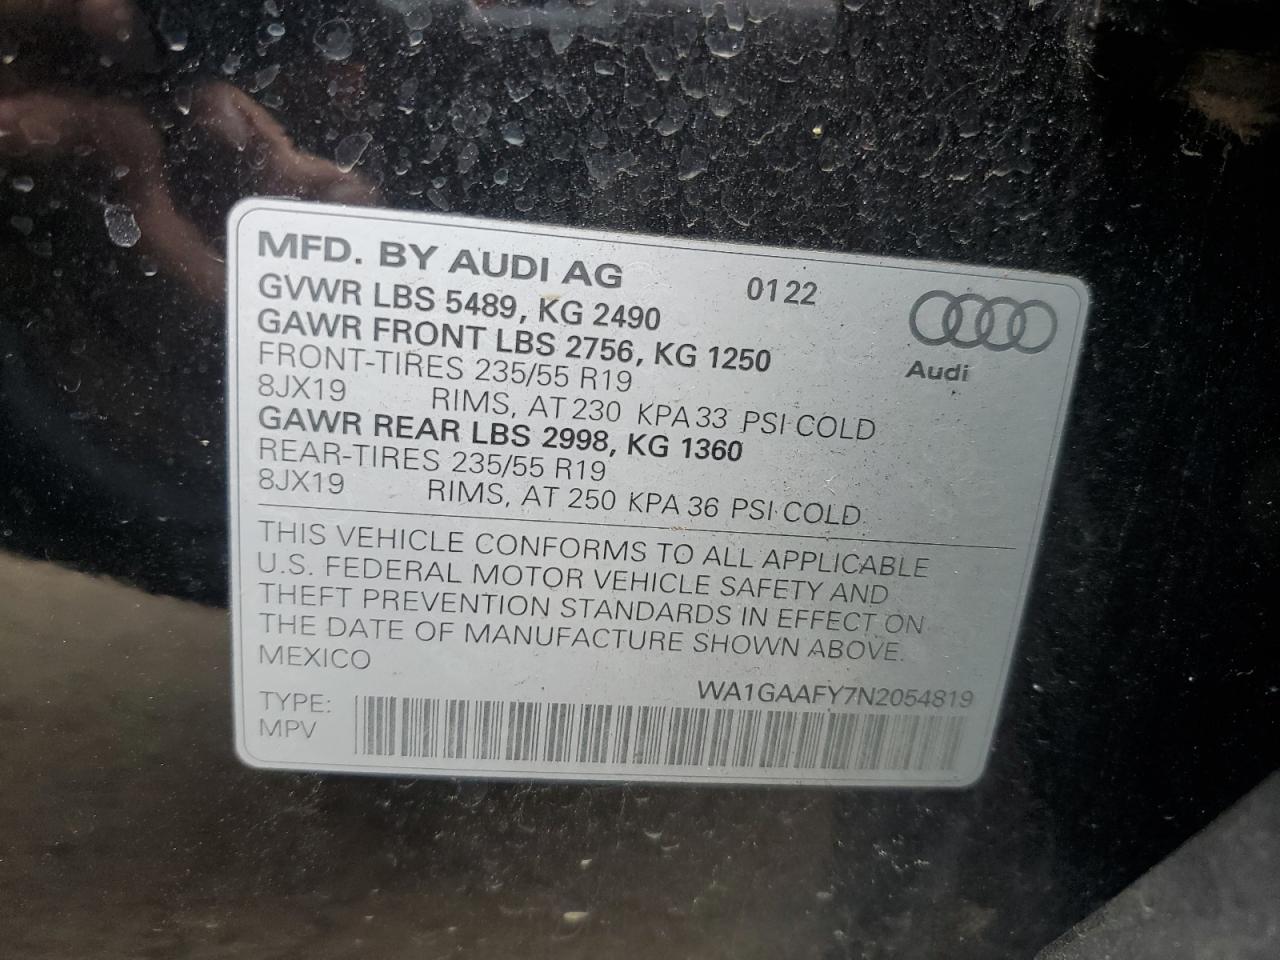 MFD. BY AUDI AG 0122
GVWR LBS 5489, KG 2490
GAWR FRONT LBS 2756, KG 1250
FRONT-TIRES 235/55 R19
8JX19 RIMS, AT 230 KPA 33 PSI COLD
GAWR REAR LBS 2998, KG 1360
REAR-TIRES 235/55 R19
8JX19 RIMS, AT 250 KPA 36 PSI COLD
Audi
THIS VEHICLE CONFORMS TO ALL APPLICABLE
U.S. FEDERAL MOTOR VEHICLE SAFETY AND
THEFT PREVENTION STANDARDS IN EFFECT ON
THE DATE OF MANUFACTURE SHOWN ABOVE.
MEXICO
WA1GAAFY7N2054819
TYPE:
MPV